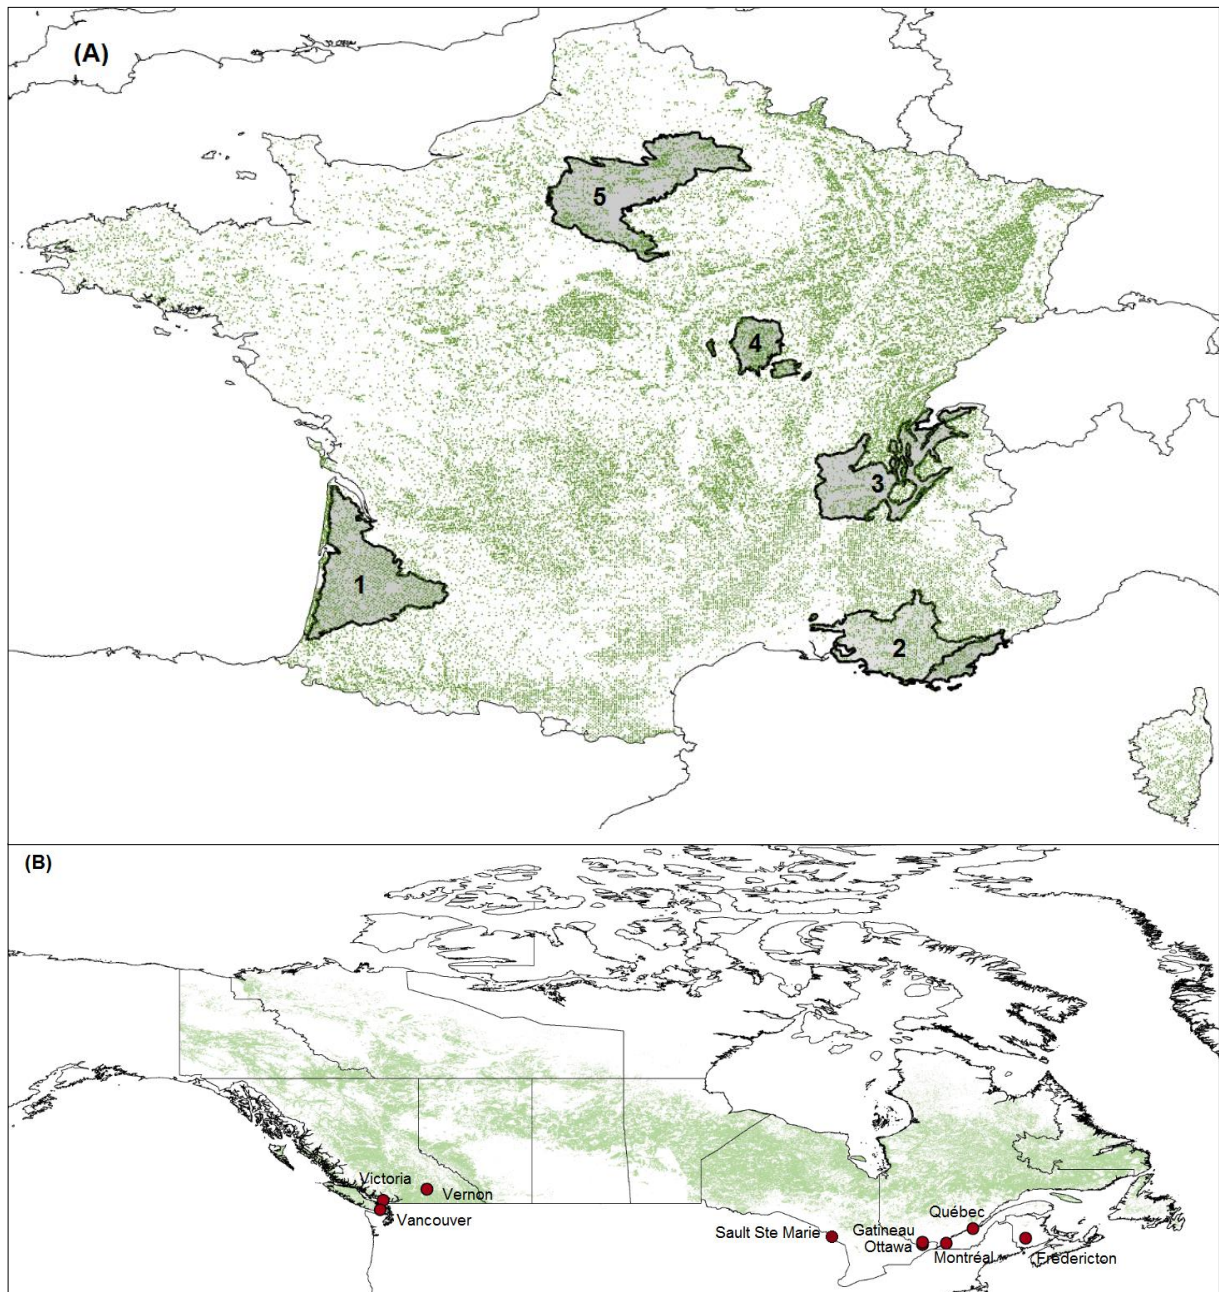 (A)
5
4
3
1
2
(B)
Victoria
Vernon
Vancouver
Québec
Sault Ste Marie
Gatineau
Ottawa
Montréal
Fredericton